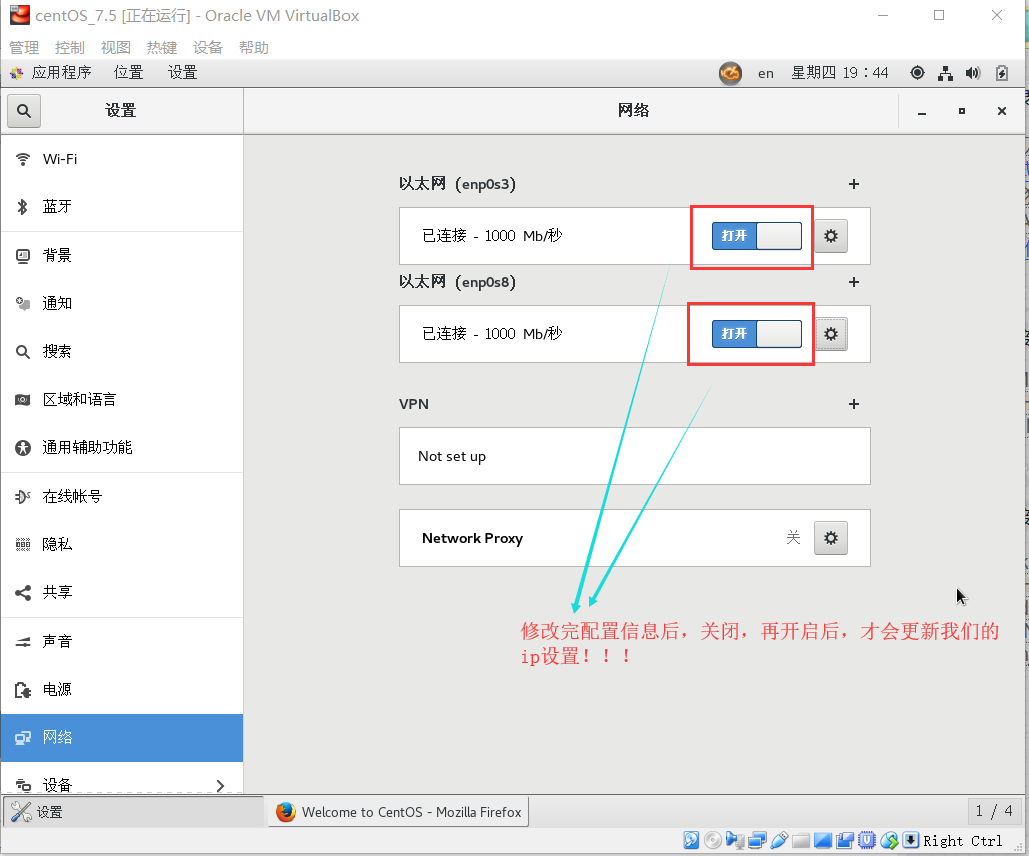 centOS_7.5 [正在运行] - Oracle VM VirtualBox
管理 控制 视图 热键 设备 帮助
应用程序 位置 设置 en 星期四 19：44
设置 网络
Wi-Fi
蓝牙
背景
通知
搜索
区域和语言
通用辅助功能
在线帐号
隐私
共享
声音
电源
网络
设备
以太网（enp0s3） +
已连接 - 1000 Mb/秒 打开
以太网（enp0s8） +
已连接 - 1000 Mb/秒 打开
VPN +
Not set up
Network Proxy 关
修改完配置信息后，关闭，再开启后，才会更新我们的
ip设置！！！
设置 Welcome to CentOS - Mozilla Firefox 1 / 4
Right Ctrl